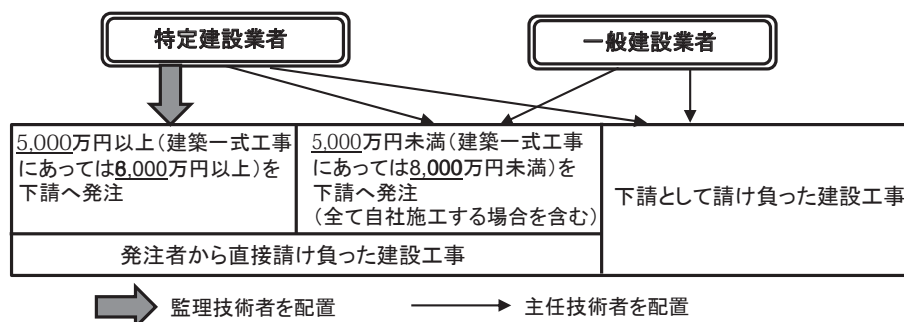 特定建設業者
一般建設業者
5,000万円以上(建築一式工事
にあっては8,000万円以上)を
下請へ発注
5,000万円未満(建築一式工事
にあっては8,000万円未満)を
下請へ発注
(全て自社施工する場合を含む)
下請として請け負った建設工事
発注者から直接請け負った建設工事
監理技術者を配置
主任技術者を配置